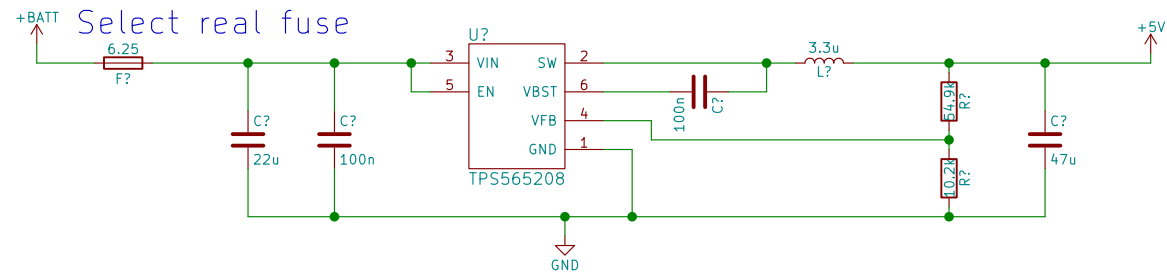 +BATT
Select real fuse
+5V
6.25
F?
U?
3
VIN
SW
2
5
EN
VBST
6
VFB
4
GND
1
TPS565208
C?
22u
C?
100n
100n
C?
3.3u
L?
54.9k
R?
10.2k
R?
C?
47u
GND